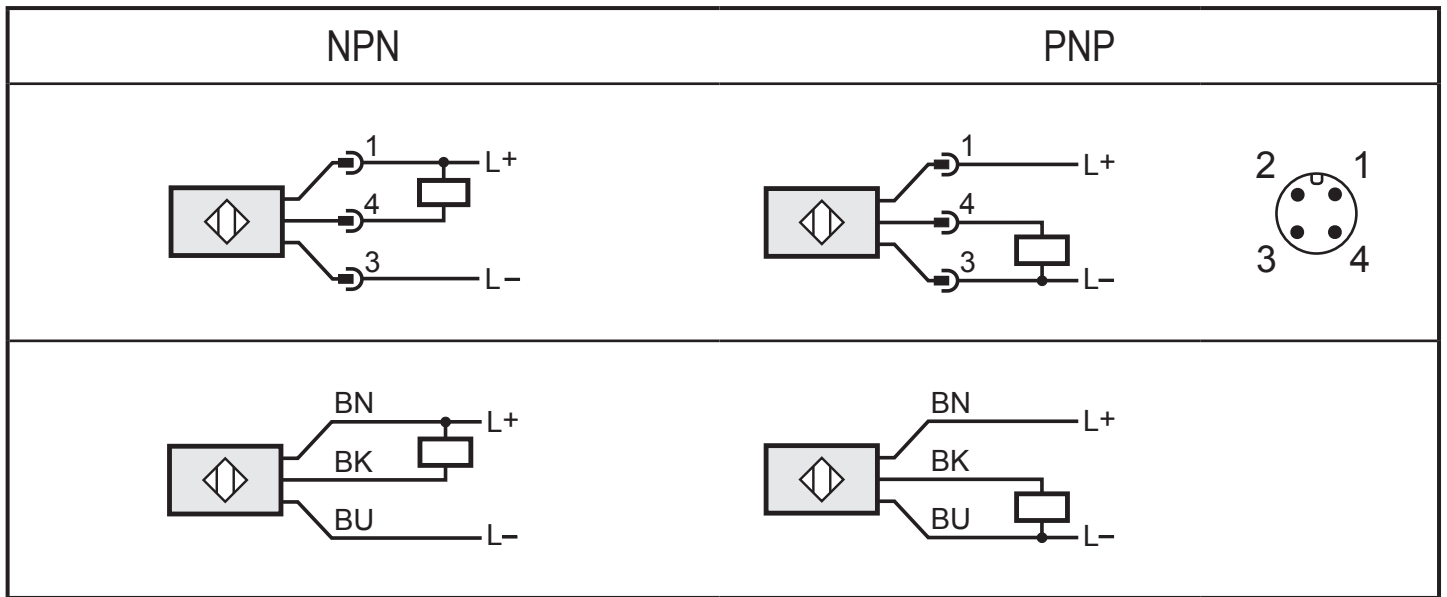 NPN PNP
1 L+
4
3 L–
1 L+
4
3 L–
2 1
3 4
BN L+
BK
BU L–
BN L+
BK
BU L–